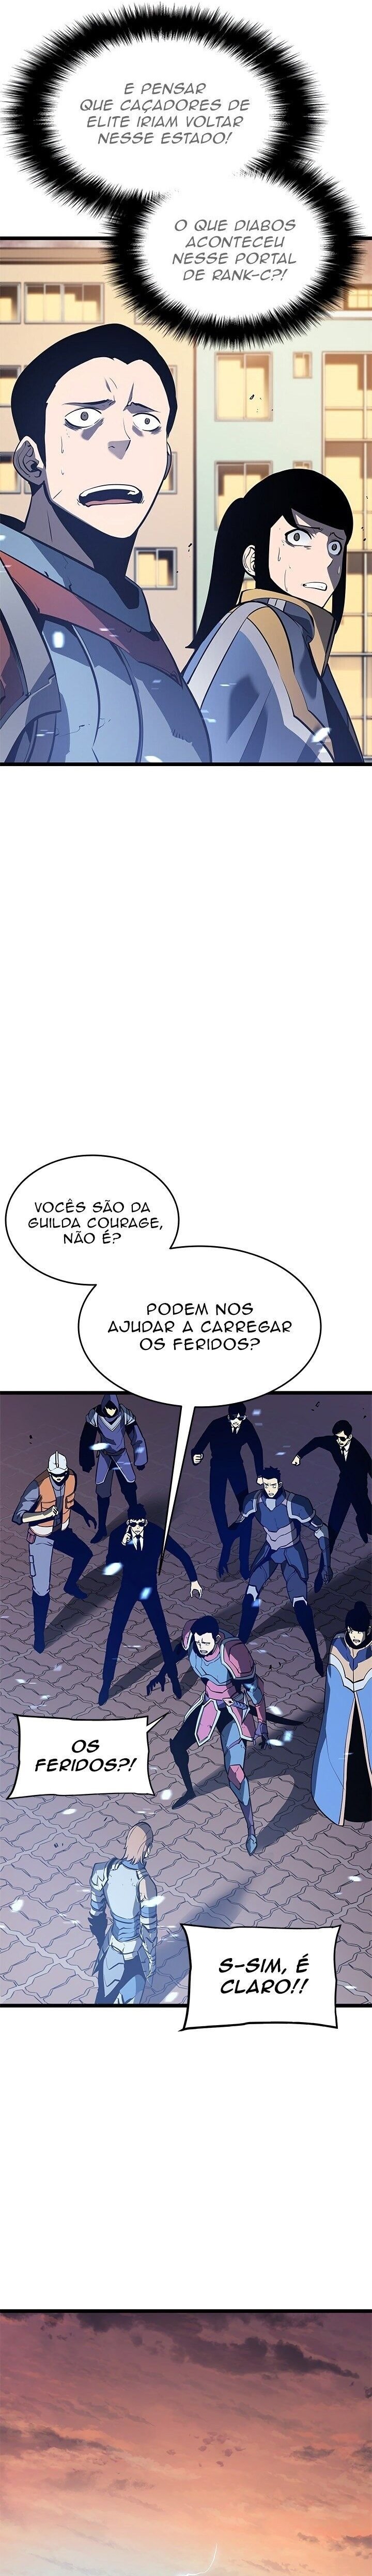 E PENSAR
QUE CAÇADORES DE
ELITE IRIAM VOLTAR
NESSE ESTADO!
O QUE DIABOS
ACONTECEU
NESSE PORTAL
DE RANK-C?!
VOCÊS SÃO DA
GUILDA COURAGE,
NÃO É?
PODEM NOS
AJUDAR A CARREGAR
OS FERIDOS?
OS
FERIDOS?!
S-SIM, É
CLARO!!